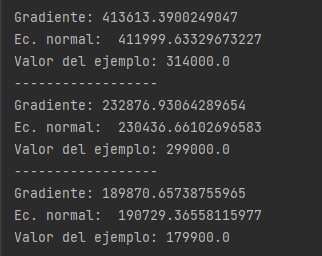 Gradiente: 413613.3900249047
Ec. normal:  411999.63329673227
Valor del ejemplo: 314000.0
------------------
Gradiente: 232876.93064289654
Ec. normal:  230436.66102696583
Valor del ejemplo: 299000.0
------------------
Gradiente: 189870.65738755965
Ec. normal:  190729.36558115977
Valor del ejemplo: 179900.0